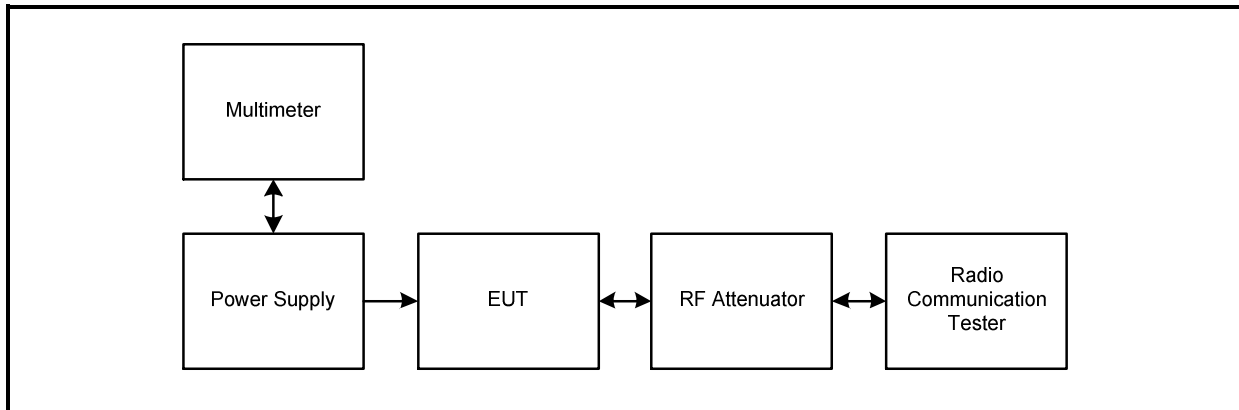 Multimeter
Power Supply
EUT
RF Attenuator
Radio
Communication
Tester